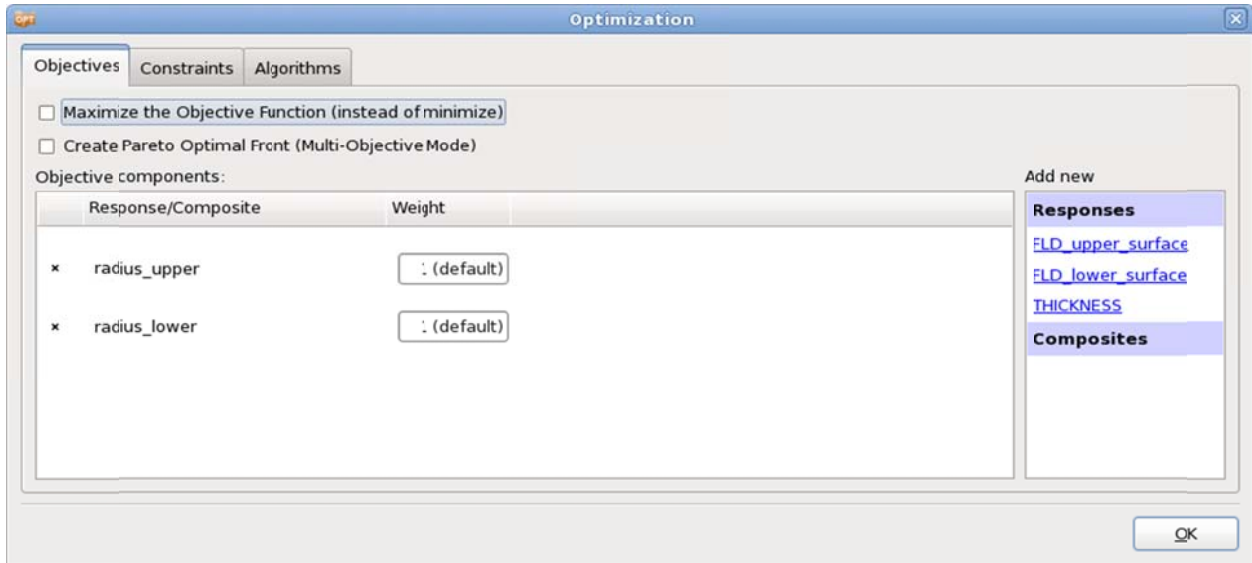 OPT
Optimization
Objectives
Constraints
Algorithms
Maximize the Objective Function (instead of minimize)
Create Pareto Optimal Front (Multi-Objective Mode)
Objective components:
Add new
Response/Composite
Weight
radius_upper
(default)
radius_lower
(default)
Responses
FLD_upper_surface
FLD_lower_surface
THICKNESS
Composites
OK